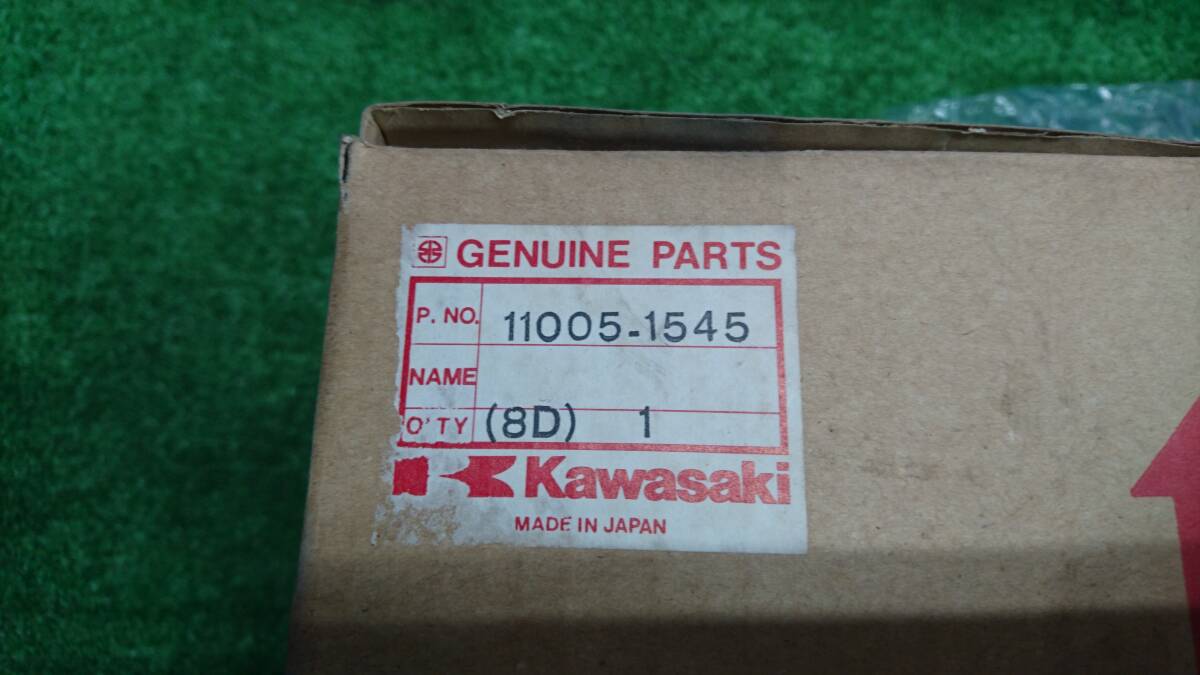 GENUINE PARTS
P. NO. 11005-1545
NAME
Q'TY (8D) 1
Kawasaki
MADE IN JAPAN